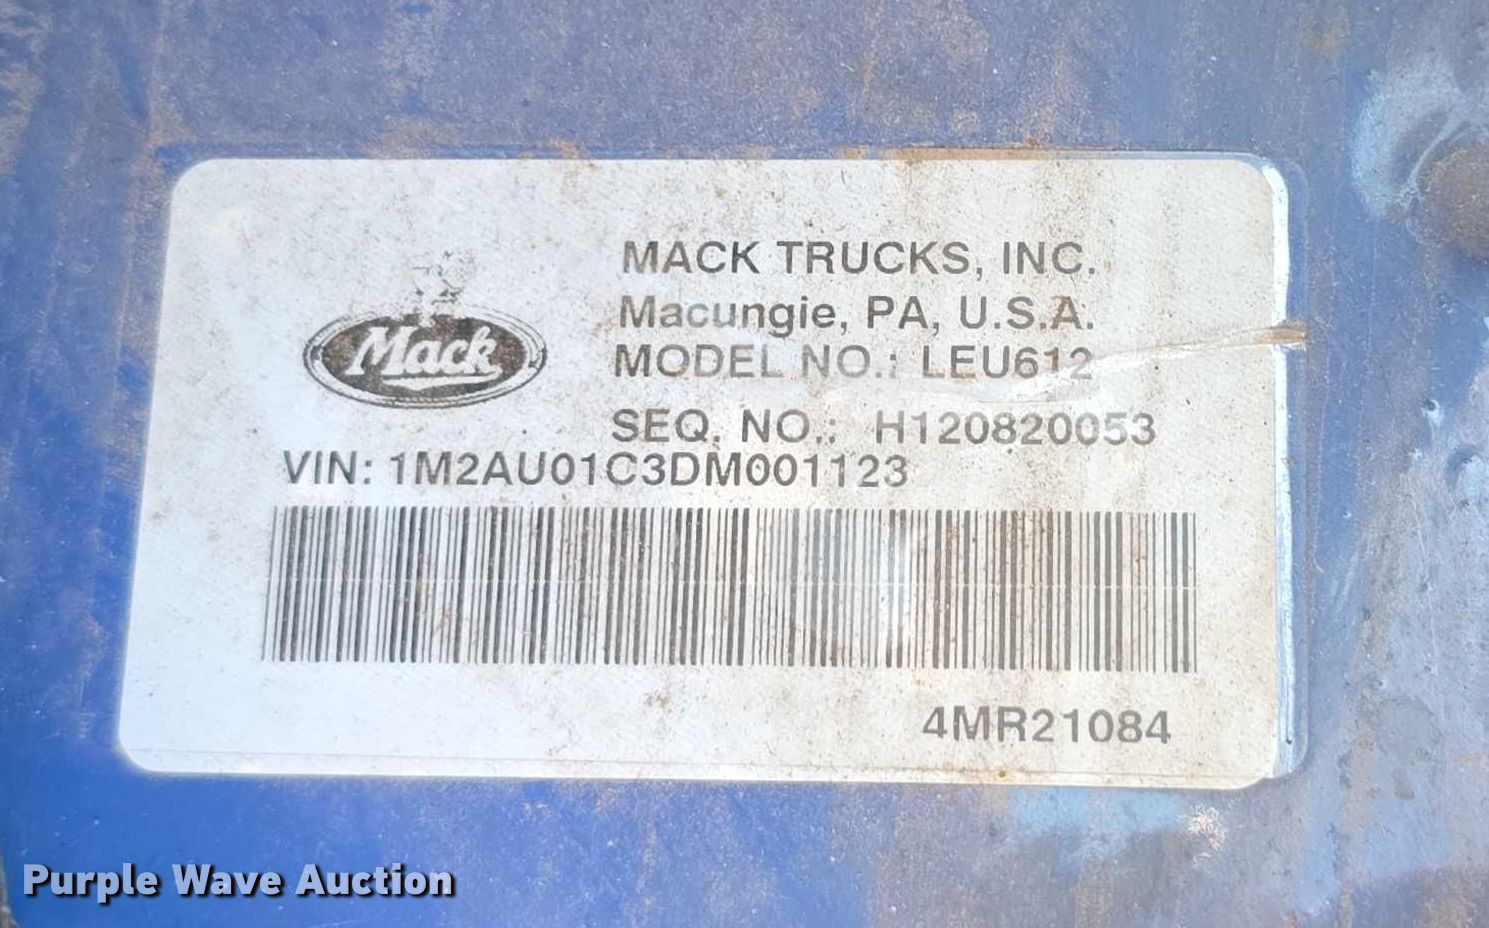 MACK TRUCKS, INC.
Macungie, PA, U.S.A.
Mack
MODEL NO.: LEU612
SEQ. NO.: H120820053
VIN: 1M2AU01C3DM001123
4MR21084
Purple Wave Auction